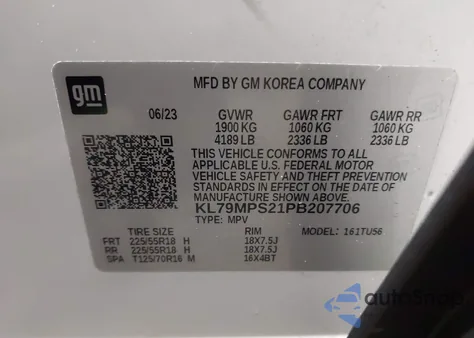 gm
MFD BY GM KOREA COMPANY
06/23 GVWR GAWR FRT GAWR RR
1900 KG 1060 KG 1060 KG
4189 LB 2336 LB 2336 LB
THIS VEHICLE CONFORMS TO ALL
APPLICABLE U.S. FEDERAL MOTOR
VEHICLE SAFETY AND THEFT PREVENTION
STANDARDS IN EFFECT ON THE DATE OF
MANUFACTURE SHOWN ABOVE.
KL79MPS21PB207706
TYPE: MPV MODEL: 161TU56
TIRE SIZE RIM
FRT 225/55R18 H 18X7.5J
RR 225/55R18 H 18X7.5J
SPA T125/70R16 M 16X4BT
autoSnap